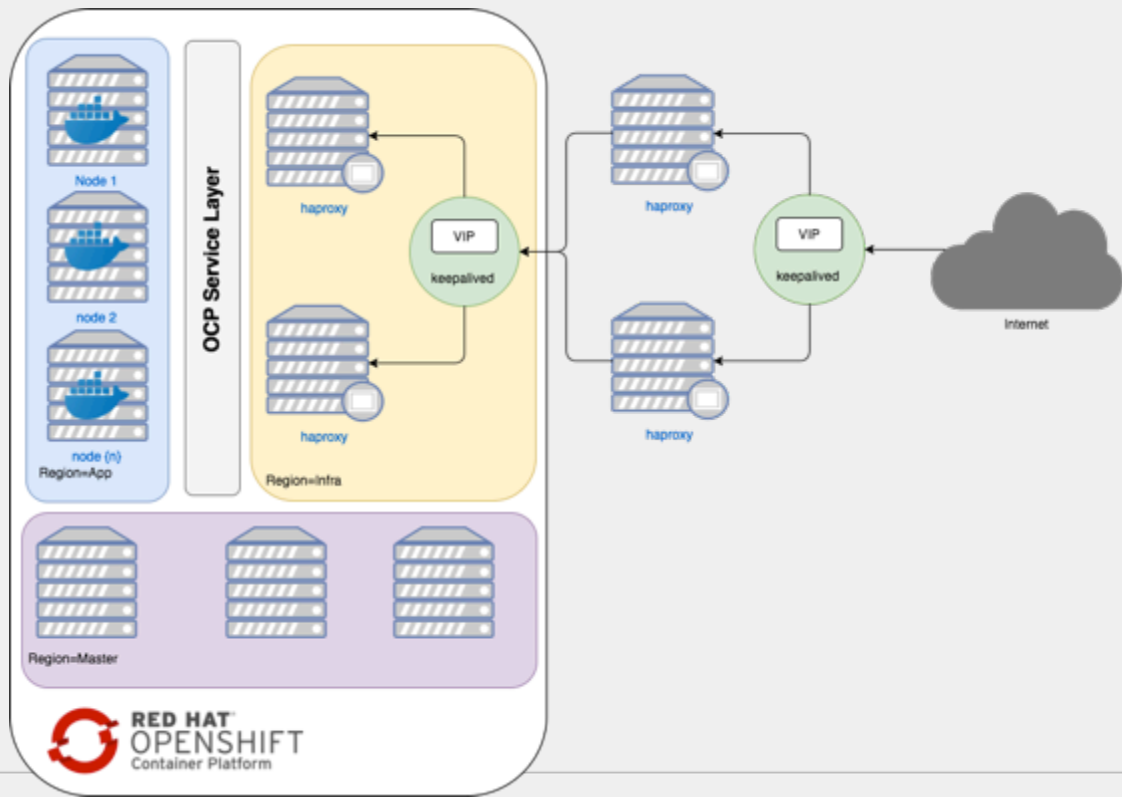 Node 1
node 2
node {n}
Region=App
OCP Service Layer
haproxy
VIP
keepalived
haproxy
Region=Infra
haproxy
VIP
keepalived
haproxy
Internet
Region=Master
RED HAT
OPENSHIFT
Container Platform